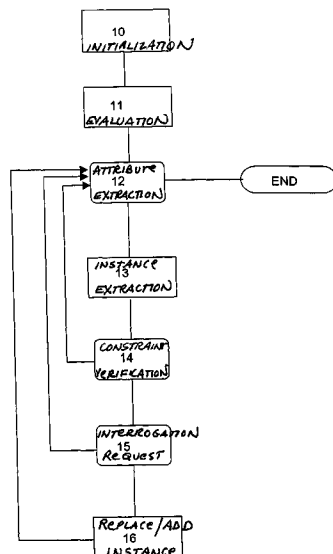 10
INITIALIZATION
11
EVALUATION
ATTRIBUTE
12
EXTRACTION
END
INSTANCE
13
EXTRACTION
CONSTRAINT
14
VERIFICATION
INTERROGATION
15
REQUEST
REPLACE/ADD
16
INSTANCE